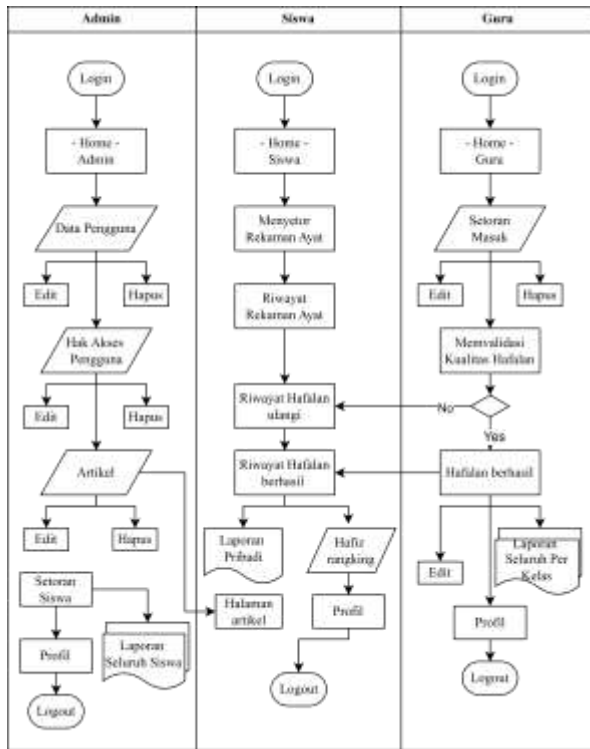 Admin
Siswa
Guru
Login
Login
Login
- Home -
Admin
- Home -
Siswa
- Home -
Guru
Data Pengguna
Menyetor
Rekaman Ayat
Setoran
Masuk
Edit
Hapus
Edit
Hapus
Riwayat
Rekaman Ayat
Hak Akses
Pengguna
Memvalidasi
Kualitas Hafalan
Edit
Hapus
Riwayat Hafalan
ulangi
No
Yes
Artikel
Riwayat Hafalan
berhasil
Hafalan berhasil
Edit
Hapus
Laporan
Pribadi
Hafiz
rangking
Edit
Laporan
Seluruh Per
Kelas
Setoran
Siswa
Halaman
artikel
Profil
Profil
Profil
Laporan
Seluruh Siswa
Logout
Logout
Logout